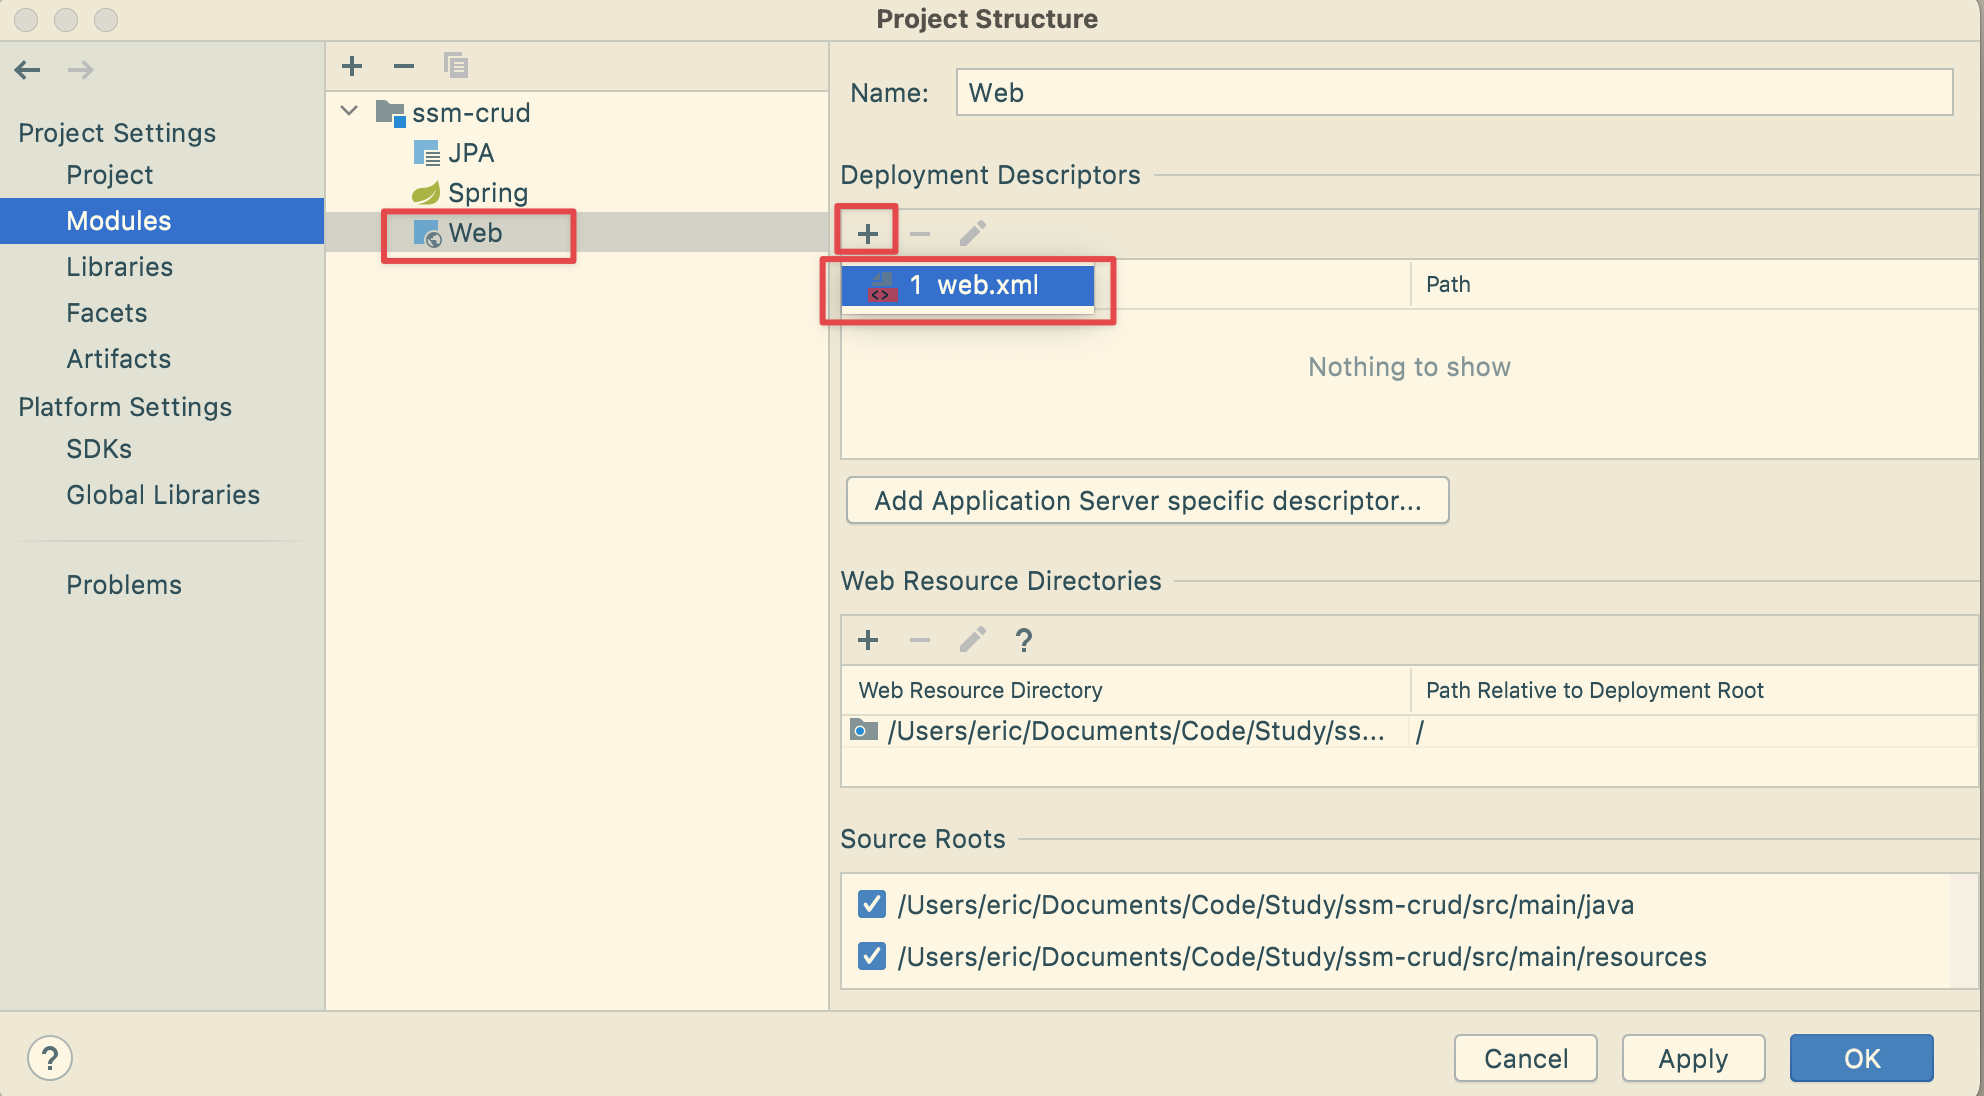 Project Structure
Project Settings
Project
Modules
Libraries
Facets
Artifacts
Platform Settings
SDKs
Global Libraries
Problems
ssm-crud
JPA
Spring
Web
Name: Web
Deployment Descriptors
1 web.xml
Path
Nothing to show
Add Application Server specific descriptor...
Web Resource Directories
?
Web Resource Directory Path Relative to Deployment Root
/Users/eric/Documents/Code/Study/ss... /
Source Roots
/Users/eric/Documents/Code/Study/ssm-crud/src/main/java
/Users/eric/Documents/Code/Study/ssm-crud/src/main/resources
? Cancel Apply OK